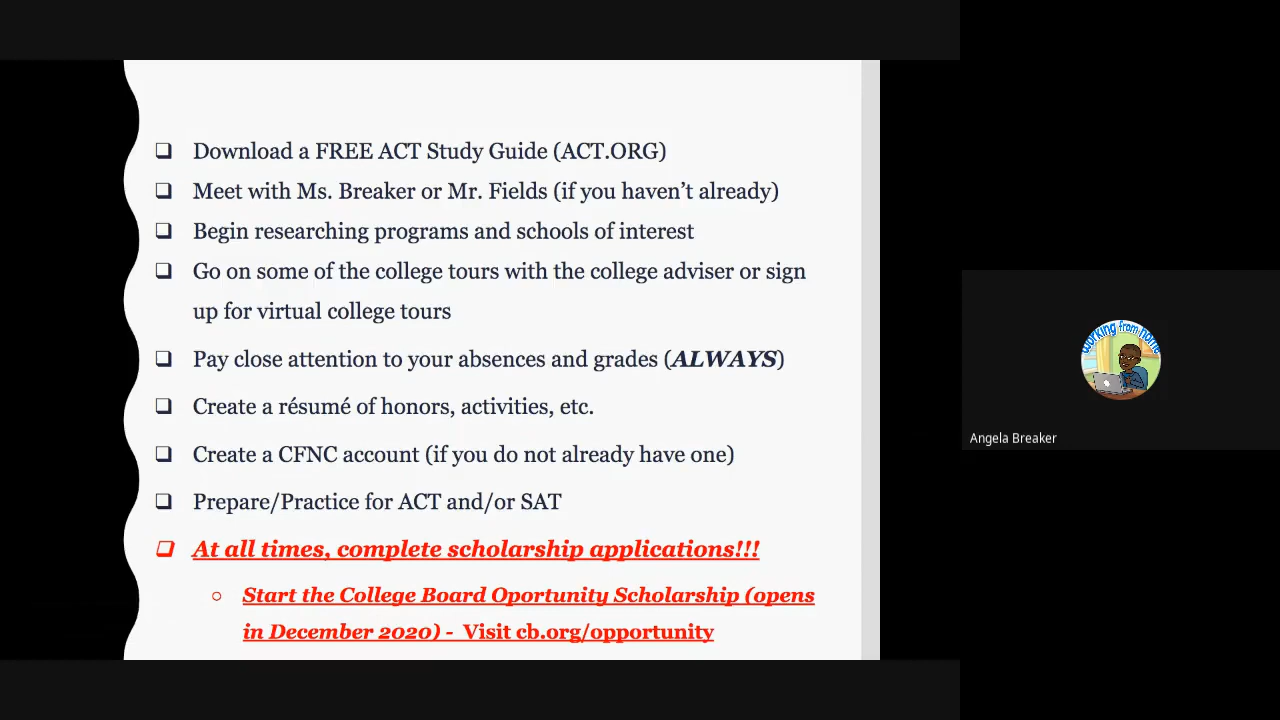 ❑ Download a FREE ACT Study Guide (ACT.ORG)
❑ Meet with Ms. Breaker or Mr. Fields (if you haven’t already)
❑ Begin researching programs and schools of interest
❑ Go on some of the college tours with the college adviser or sign
up for virtual college tours
❑ Pay close attention to your absences and grades (ALWAYS)
❑ Create a résumé of honors, activities, etc.
❑ Create a CFNC account (if you do not already have one)
❑ Prepare/Practice for ACT and/or SAT
❑ At all times, complete scholarship applications!!!
○ Start the College Board Oportunity Scholarship (opens
in December 2020) - Visit cb.org/opportunity
working from home
Angela Breaker